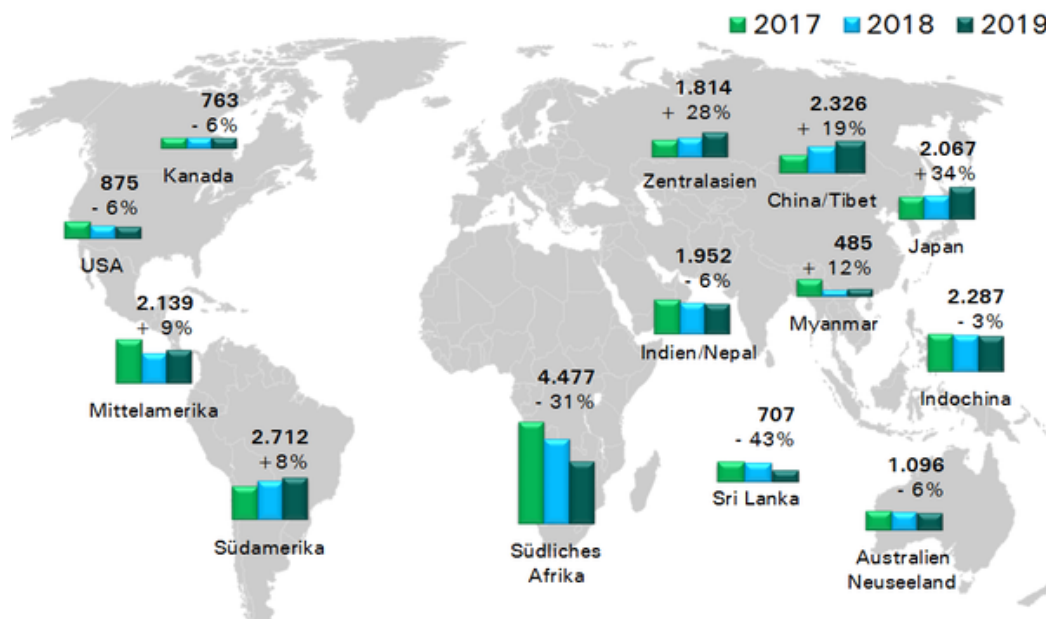 2017 2018 2019
763
- 6%
Kanada
875
- 6%
USA
2.139
+ 9%
Mittelamerika
2.712
+8%
Südamerika
4.477
- 31%
Südliches
Afrika
1.814
+ 28%
Zentralasien
2.326
+ 19%
China/Tibet
2.067
+34%
Japan
1.952
- 6%
Indien/Nepal
485
+ 12%
Myanmar
2.287
- 3%
Indochina
707
- 43%
Sri Lanka
1.096
- 6%
Australien
Neuseeland